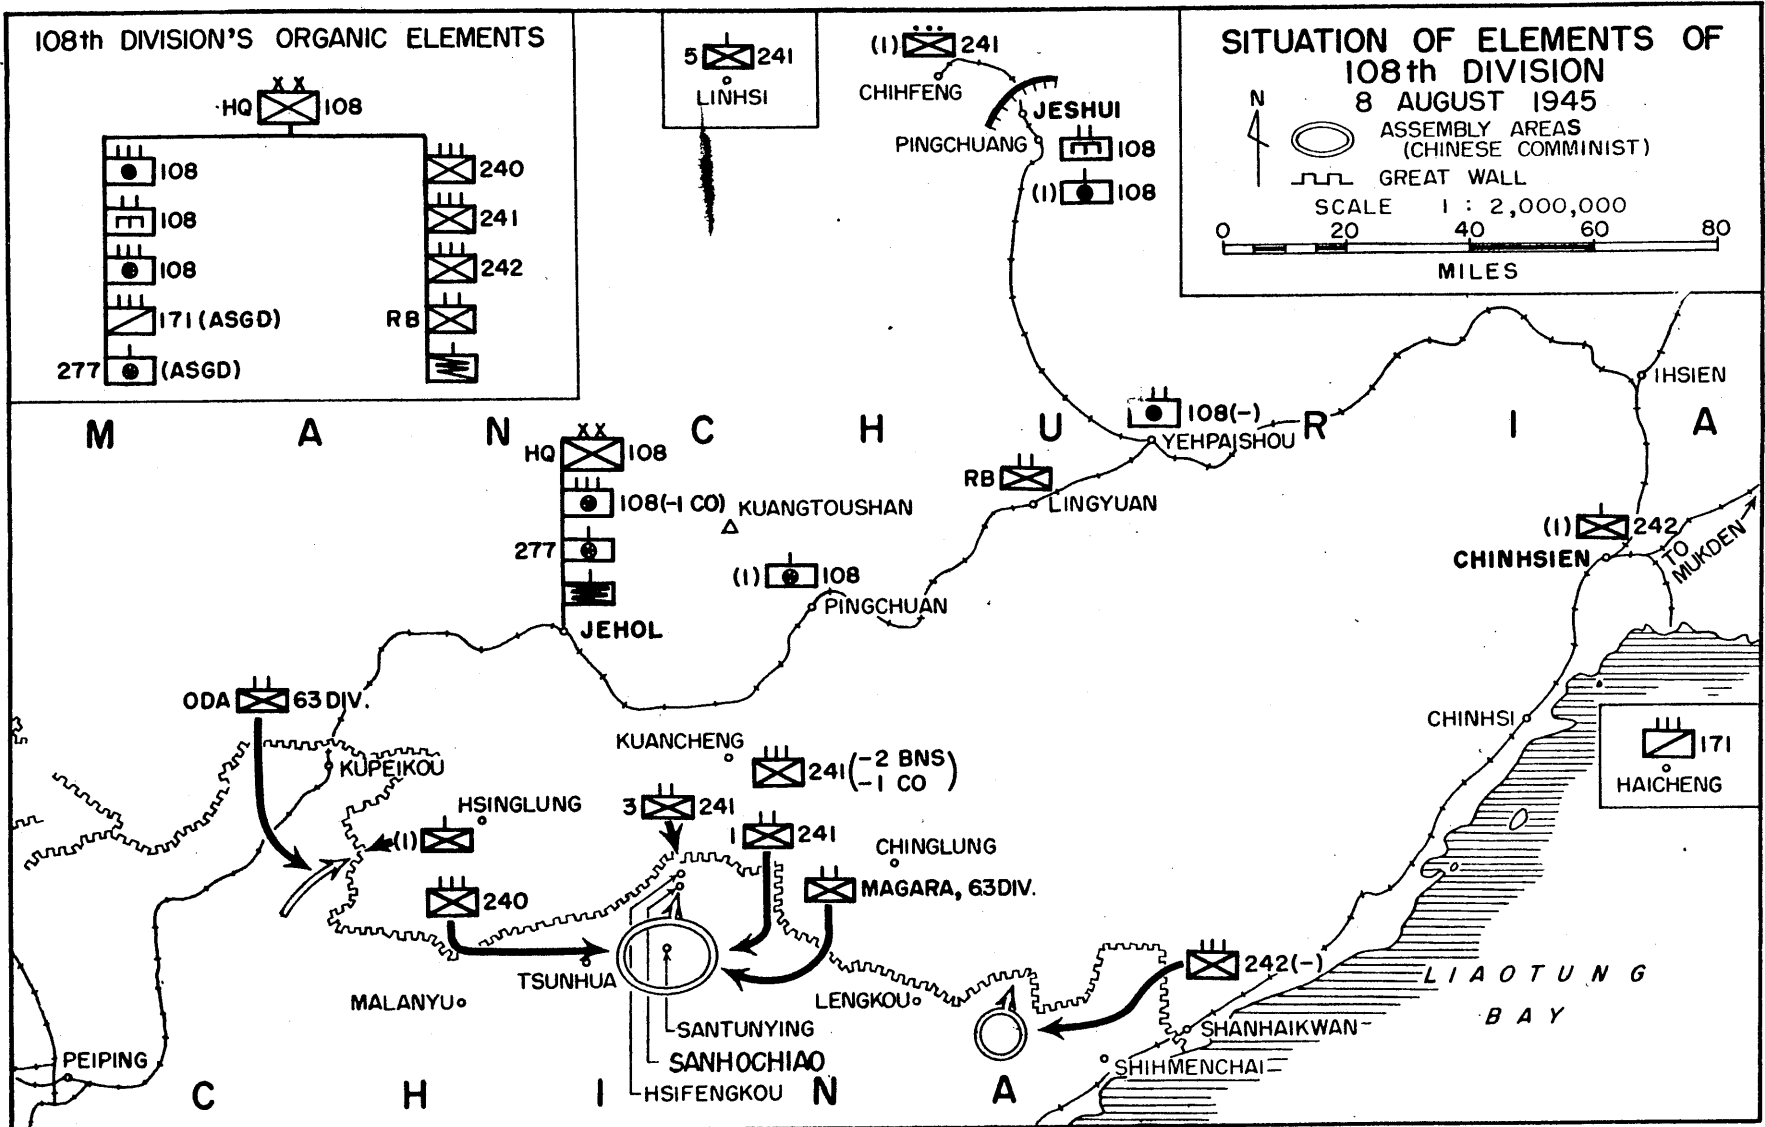 108th DIVISION'S ORGANIC ELEMENTS
XX
HQ 108
108
108
108
171 (ASGD)
277 (ASGD)
240
241
242
RB
5 241
LINHSI
(1) 241
CHIHFENG
JESHUI
PINGCHUANG
108
(1) 108
SITUATION OF ELEMENTS OF
108th DIVISION
8 AUGUST 1945
N
ASSEMBLY AREAS
(CHINESE COMMINIST)
GREAT WALL
SCALE 1 : 2,000,000
0 20 40 60 80
MILES
IHSIEN
M A N C H U R I A
108(-)
YEHPAISHOU
XX
HQ 108
108(-1 CO)
277
JEHOL
KUANGTOUSHAN
(1) 108
PINGCHUAN
RB
LINGYUAN
(1) 242
CHINHSIEN
TO
MUKDEN
ODA 63 DIV.
KUPEIKOU
KUANCHENG
241 (-2 BNS
-1 CO)
CHINHSI
171
HAICHENG
HSINGLUNG
(1)
3 241
1 241
CHINGLUNG
240
MAGARA, 63 DIV.
242(-)
TSUNHUA
MALANYU
LENGKOU
LIAOTUNG
BAY
SANTUNYING
SANHOCHIAO
HSIFENGKOU
SHANHAIKWAN
SHIHMENCHAI
PEIPING
C H I N A